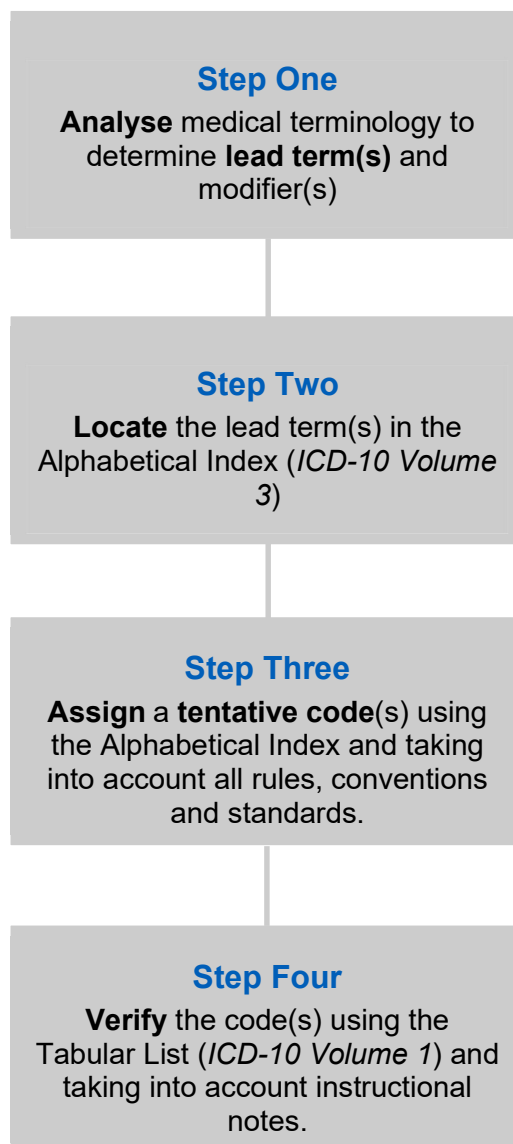 Step One
Analyse medical terminology to
determine lead term(s) and
modifier(s)
Step Two
Locate the lead term(s) in the
Alphabetical Index (ICD-10 Volume
3)
Step Three
Assign a tentative code(s) using
the Alphabetical Index and taking
into account all rules, conventions
and standards.
Step Four
Verify the code(s) using the
Tabular List (ICD-10 Volume 1) and
taking into account instructional
notes.